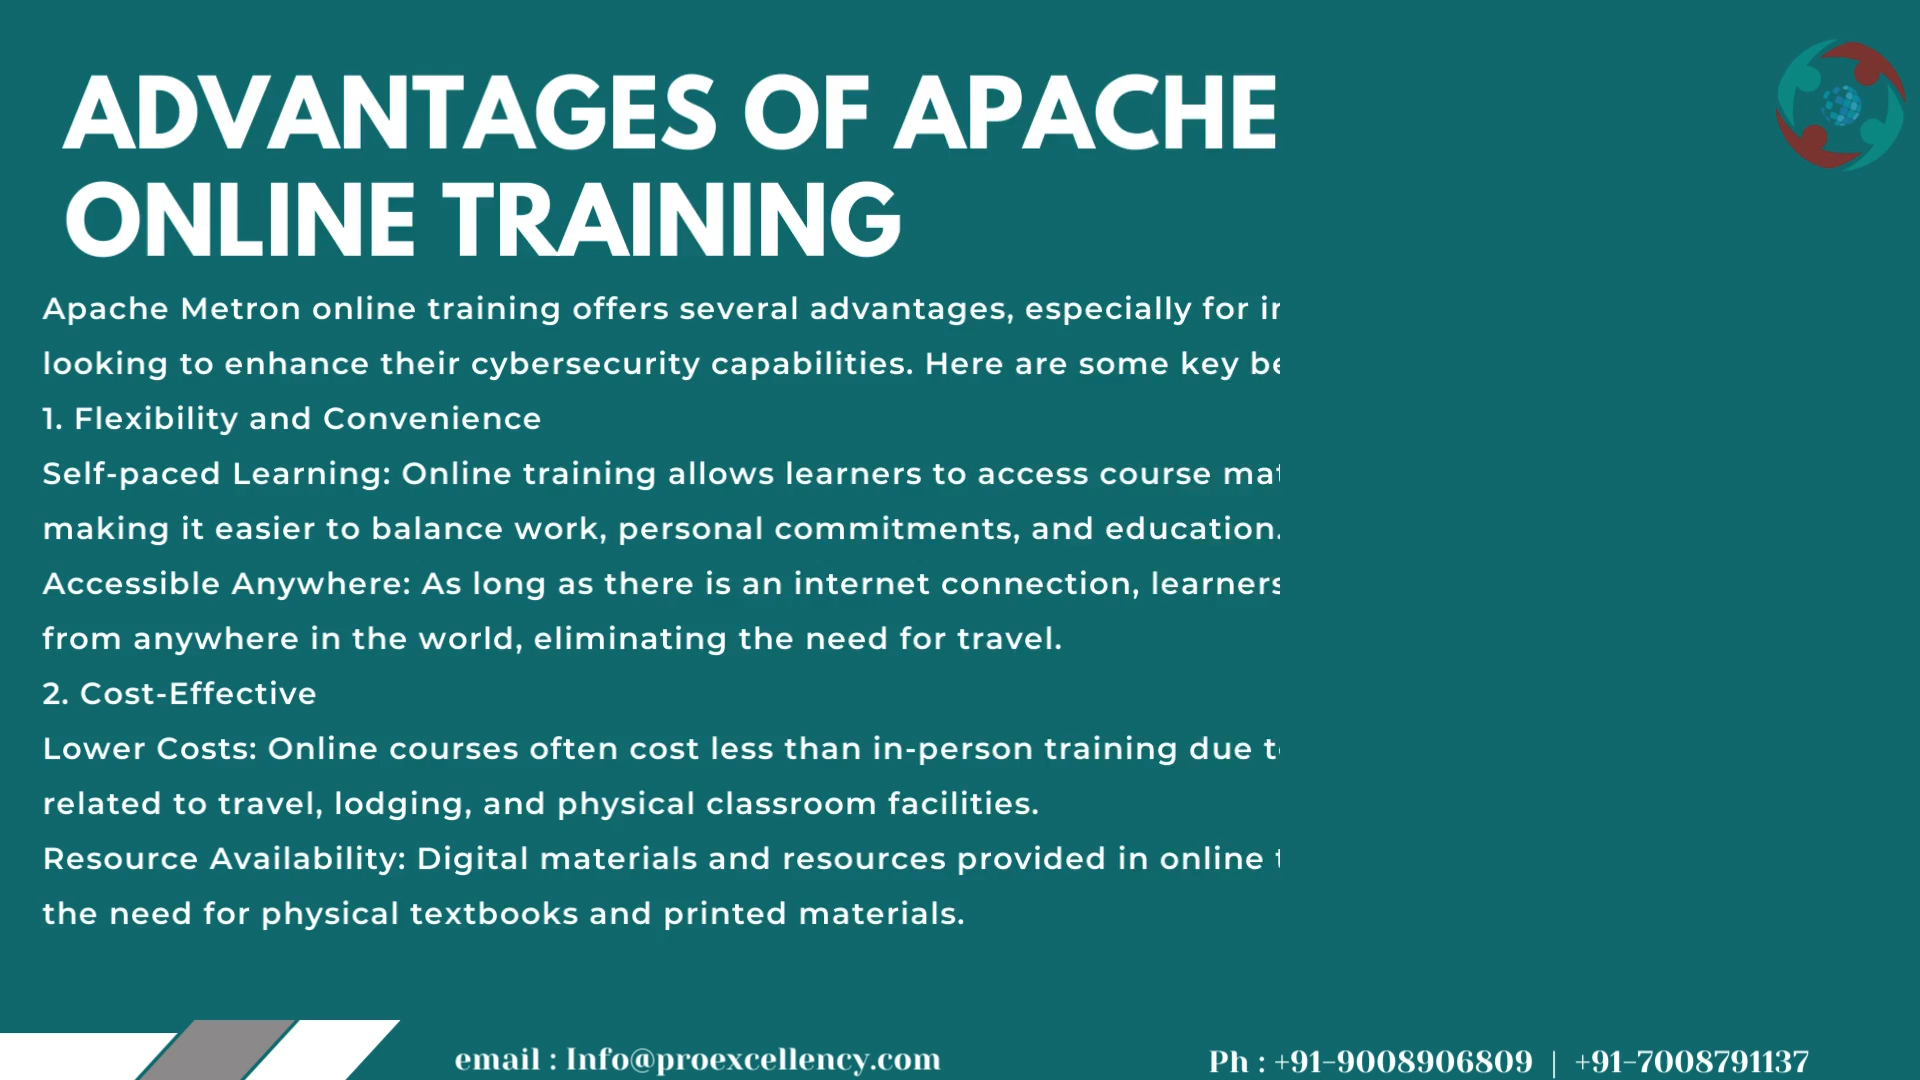 ADVANTAGES OF APACHE
ONLINE TRAINING
Apache Metron online training offers several advantages, especially for
looking to enhance their cybersecurity capabilities. Here are some key
1. Flexibility and Convenience
Self-paced Learning: Online training allows learners to access course
making it easier to balance work, personal commitments, and education.
Accessible Anywhere: As long as there is an internet connection, learners
from anywhere in the world, eliminating the need for travel.
2. Cost-Effective
Lower Costs: Online courses often cost less than in-person training due
related to travel, lodging, and physical classroom facilities.
Resource Availability: Digital materials and resources provided in online
the need for physical textbooks and printed materials.
email : Info@proexcellency.com
Ph : +91-9008906809 | +91-7008791137